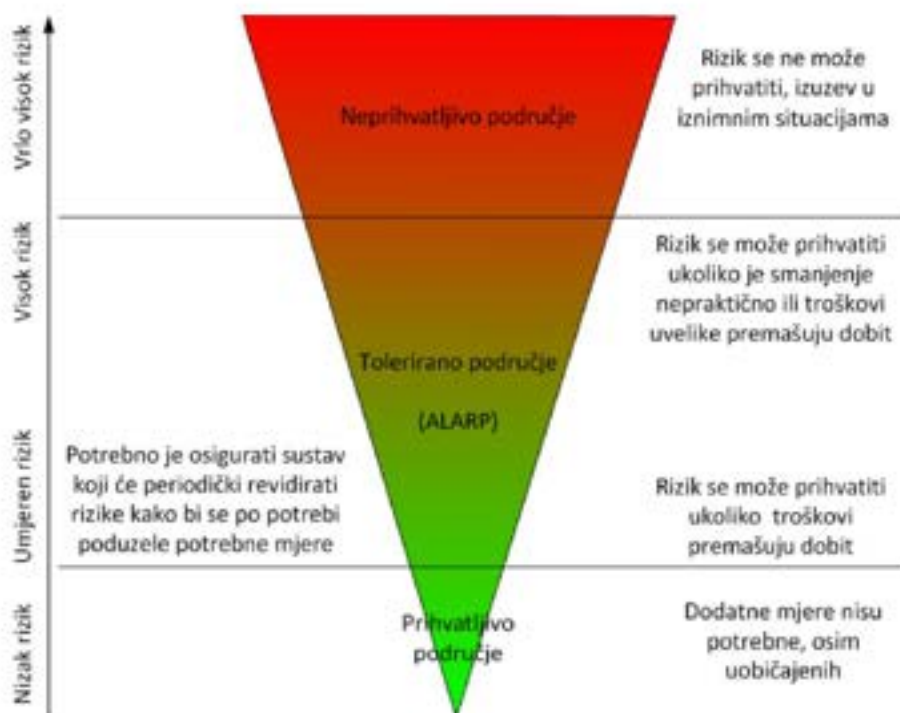 Vrlo visok rizik
Neprihvatljivo područje
Rizik se ne može
prihvatiti, izuzev u
iznimnim situacijama
Visok rizik
Rizik se može prihvatiti
ukoliko je smanjenje
nepraktično ili troškovi
uvelike premašuju dobit
Tolerirano područje
(ALARP)
Umjeren rizik
Potrebno je osigurati sustav
koji će periodički revidirati
rizike kako bi se po potrebi
poduzele potrebne mjere
Rizik se može prihvatiti
ukoliko troškovi
premašuju dobit
Nizak rizik
Prihvatljivo
područje
Dodatne mjere nisu
potrebne, osim
uobičajenih